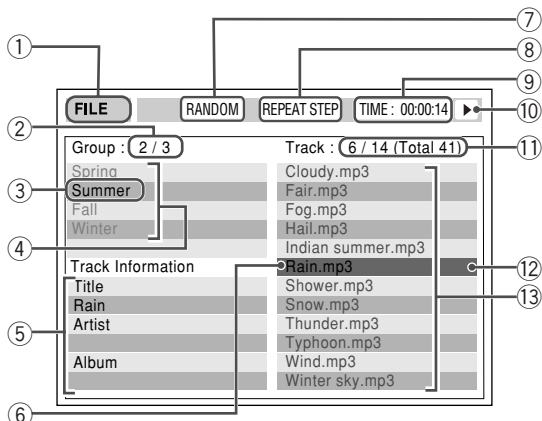 ⑦
①
⑧
⑨
FILE RANDOM REPEAT STEP TIME : 00:00:14
⑩
②
Group : 2 / 3 Track : 6 / 14 (Total 41)
⑪
Spring Cloudy.mp3
③
Summer Fair.mp3
Fall Fog.mp3
Winter Hail.mp3
④
Indian summer.mp3
Track Information Rain.mp3
⑫
Title Shower.mp3
⑬
Rain Snow.mp3
⑤
Artist Thunder.mp3
Typhoon.mp3
Album Wind.mp3
Winter sky.mp3
⑥